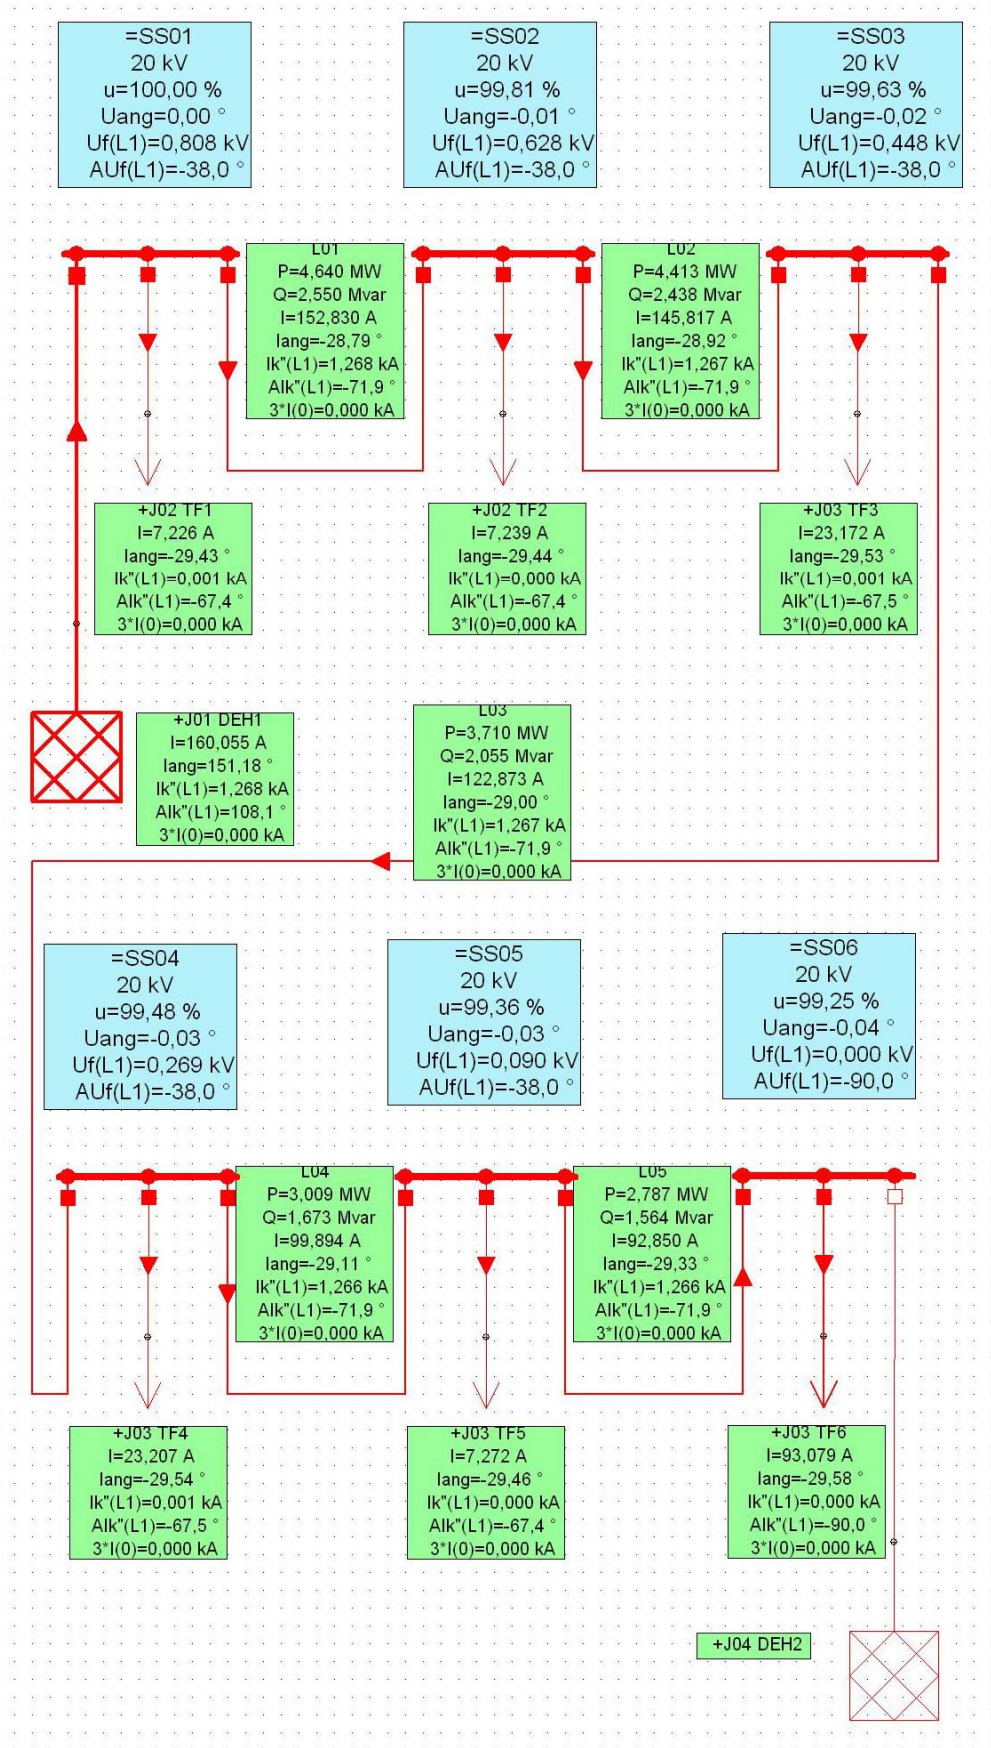 =SS01
20 kV
u=100,00 %
Uang=0,00 °
Uf(L1)=0,808 kV
AUf(L1)=-38,0 °
=SS02
20 kV
u=99,81 %
Uang=-0,01 °
Uf(L1)=0,628 kV
AUf(L1)=-38,0 °
=SS03
20 kV
u=99,63 %
Uang=-0,02 °
Uf(L1)=0,448 kV
AUf(L1)=-38,0 °
L01
P=4,640 MW
Q=2,550 Mvar
I=152,830 A
Iang=-28,79 °
Ik"(L1)=1,268 kA
AIk"(L1)=-71,9 °
3*I(0)=0,000 kA
L02
P=4,413 MW
Q=2,438 Mvar
I=145,817 A
Iang=-28,92 °
Ik"(L1)=1,267 kA
AIk"(L1)=-71,9 °
3*I(0)=0,000 kA
+J02 TF1
I=7,226 A
Iang=-29,43 °
Ik"(L1)=0,001 kA
AIk"(L1)=-67,4 °
3*I(0)=0,000 kA
+J02 TF2
I=7,239 A
Iang=-29,44 °
Ik"(L1)=0,000 kA
AIk"(L1)=-67,4 °
3*I(0)=0,000 kA
+J03 TF3
I=23,172 A
Iang=-29,53 °
Ik"(L1)=0,001 kA
AIk"(L1)=-67,5 °
3*I(0)=0,000 kA
+J01 DEH1
I=160,055 A
Iang=151,18 °
Ik"(L1)=1,268 kA
AIk"(L1)=108,1 °
3*I(0)=0,000 kA
L03
P=3,710 MW
Q=2,055 Mvar
I=122,873 A
Iang=-29,00 °
Ik"(L1)=1,267 kA
AIk"(L1)=-71,9 °
3*I(0)=0,000 kA
=SS04
20 kV
u=99,48 %
Uang=-0,03 °
Uf(L1)=0,269 kV
AUf(L1)=-38,0 °
=SS05
20 kV
u=99,36 %
Uang=-0,03 °
Uf(L1)=0,090 kV
AUf(L1)=-38,0 °
=SS06
20 kV
u=99,25 %
Uang=-0,04 °
Uf(L1)=0,000 kV
AUf(L1)=-90,0 °
L04
P=3,009 MW
Q=1,673 Mvar
I=99,894 A
Iang=-29,11 °
Ik"(L1)=1,266 kA
AIk"(L1)=-71,9 °
3*I(0)=0,000 kA
L05
P=2,787 MW
Q=1,564 Mvar
I=92,850 A
Iang=-29,33 °
Ik"(L1)=1,266 kA
AIk"(L1)=-71,9 °
3*I(0)=0,000 kA
+J03 TF4
I=23,207 A
Iang=-29,54 °
Ik"(L1)=0,001 kA
AIk"(L1)=-67,5 °
3*I(0)=0,000 kA
+J03 TF5
I=7,272 A
Iang=-29,46 °
Ik"(L1)=0,000 kA
AIk"(L1)=-67,4 °
3*I(0)=0,000 kA
+J03 TF6
I=93,079 A
Iang=-29,58 °
Ik"(L1)=0,000 kA
AIk"(L1)=-90,0 °
3*I(0)=0,000 kA
+J04 DEH2